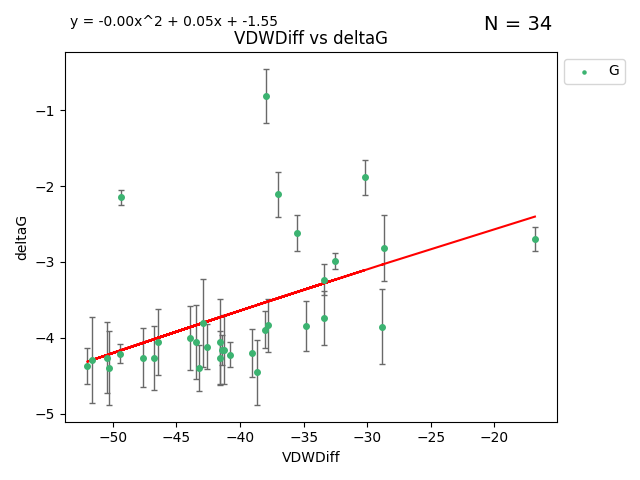 y = -0.00x^2 + 0.05x + -1.55
N = 34
VDWDiff vs deltaG
G
deltaG
−1
−2
−3
−4
−5
−50
−45
−40
−35
−30
−25
−20
VDWDiff